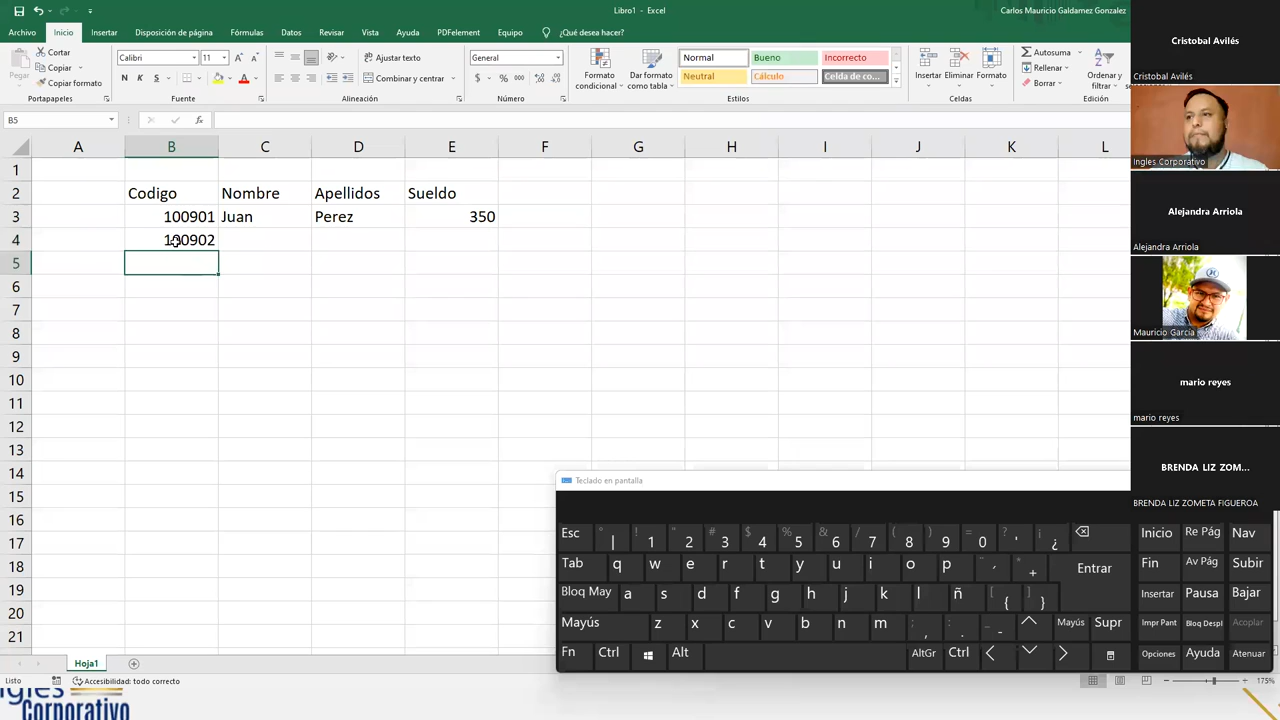 Libro1 - Excel
Carlos Mauricio Galdamez Gonzalez
Archivo Inicio Insertar Disposición de página Fórmulas Datos Revisar Vista Ayuda PDFelement Equipo ¿Qué desea hacer?
Pegar
Cortar
Copiar
Copiar formato
Portapapeles
Calibri 11
N K S
Fuente
Ajustar texto
Combinar y centrar
Alineación
General
$ % 000
Número
Formato condicional
Dar formato como tabla
Normal Bueno Incorrecto
Neutral Cálculo Celda de co...
Estilos
Insertar Eliminar Formato
Celdas
Autosuma
Rellenar
Borrar
Ordenar y filtrar
Edición
B5
fx
A B C D E F G H I J K L
1
2 Codigo Nombre Apellidos Sueldo
3 100901 Juan Perez 350
4 100902
5
6
7
8
9
10
11
12
13
14
15
16
17
18
19
20
21
Cristobal Avilés
Cristobal Avilés
Ingles Corporativo
Alejandra Arriola
Alejandra Arriola
Mauricio García
mario reyes
mario reyes
BRENDA LIZ ZOM...
BRENDA LIZ ZOMETA FIGUEROA
Teclado en pantalla
Esc ° | ! 1 " 2 # 3 $ 4 % 5 & 6 / 7 ( 8 ) 9 = 0 ? ' ¡ ¿ Inicio Re Pág Nav
Tab q w e r t y u i o p ¨ ´ * + Entrar Fin Av Pág Subir
Bloq May a s d f g h j k l ñ [ { ] } Insertar Pausa Bajar
Mayús z x c v b n m ; , : . _ - Mayús Supr Impr Pant Bloq Despl Acoplar
Fn Ctrl Alt AltGr Ctrl Opciones Ayuda Atenuar
Hoja1
Listo
Accesibilidad: todo correcto
175%
Ingles
Corporativo